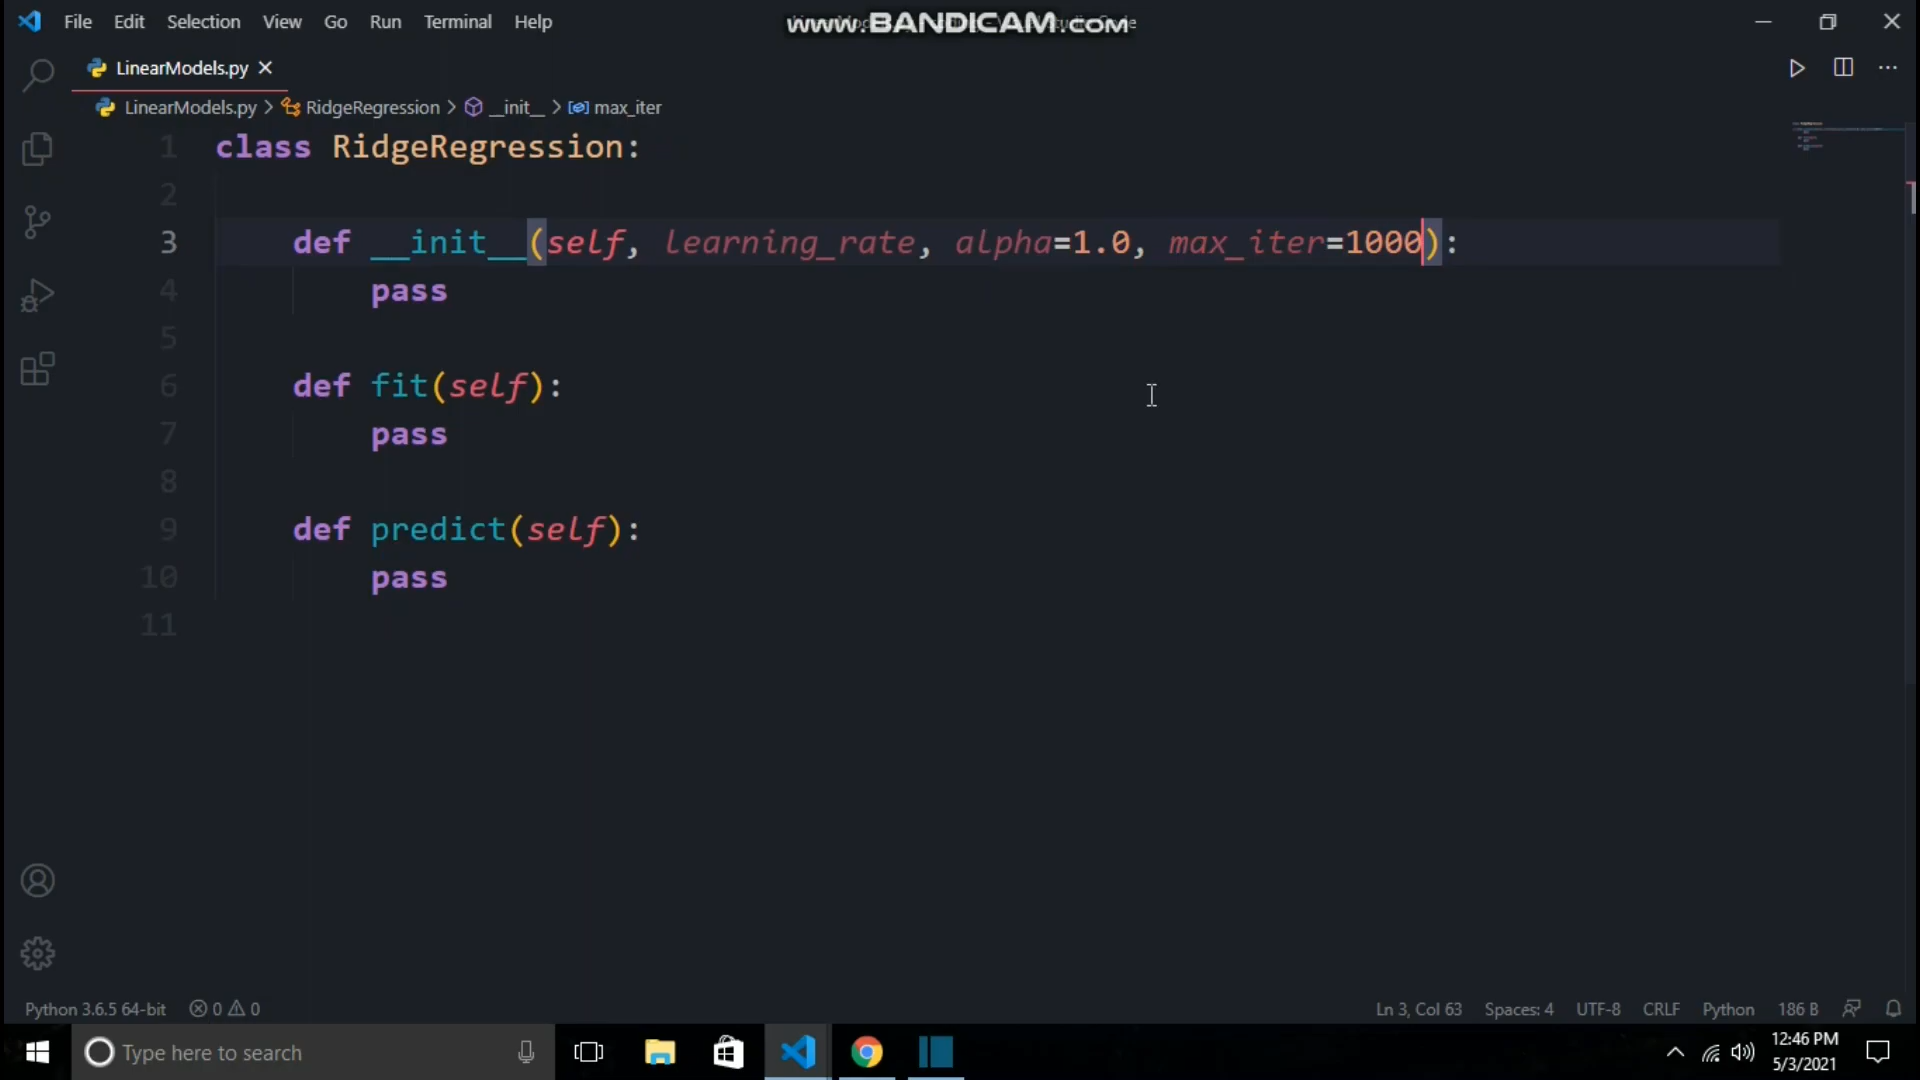 File Edit Selection View Go Run Terminal Help
www.BANDICAM.com
LinearModels.py
LinearModels.py > RidgeRegression > __init__ > max_iter
1 class RidgeRegression:
2
3     def __init__(self, learning_rate, alpha=1.0, max_iter=1000):
4         pass
5
6     def fit(self):
7         pass
8
9     def predict(self):
10         pass
11
Python 3.6.5 64-bit 0 0 Ln 3, Col 63 Spaces: 4 UTF-8 CRLF Python 186 B
Type here to search
12:46 PM
5/3/2021